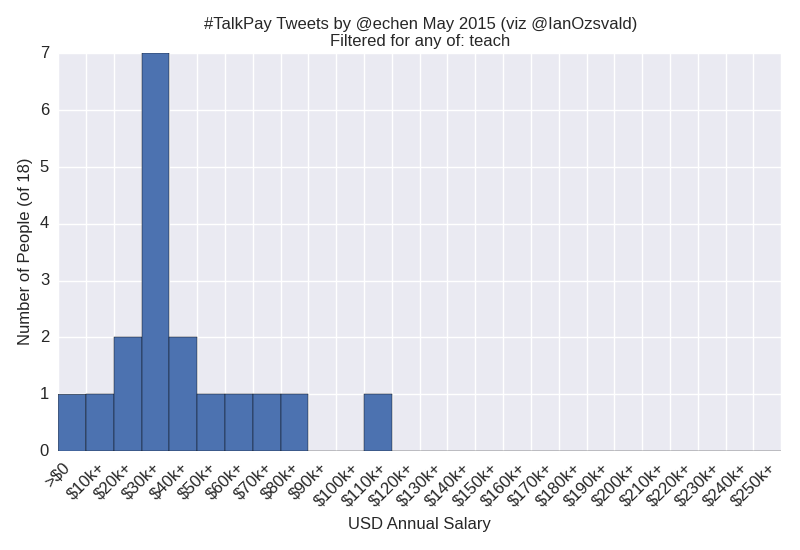 #TalkPay Tweets by @echen May 2015 (viz @IanOzsvald)
Filtered for any of: teach
7
6
5
4
3
2
1
0
Number of People (of 18)
>$0
$10k+
$20k+
$30k+
$40k+
$50k+
$60k+
$70k+
$80k+
$90k+
$100k+
$110k+
$120k+
$130k+
$140k+
$150k+
$160k+
$170k+
$180k+
$190k+
$200k+
$210k+
$220k+
$230k+
$240k+
$250k+
USD Annual Salary